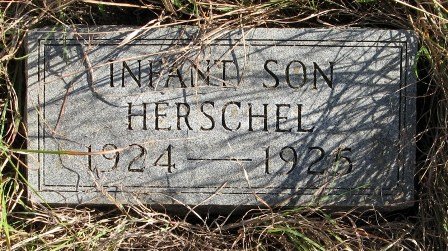 INFANT SON
HERSCHEL
1924 — 1925